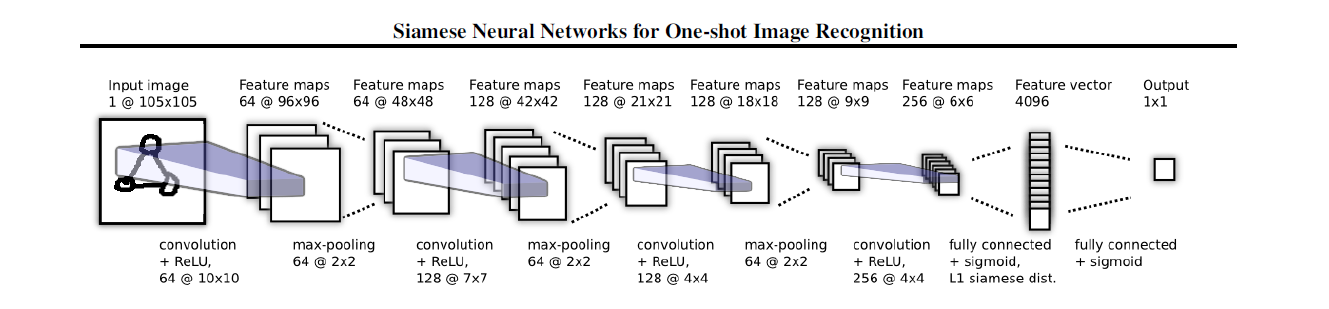 Siamese Neural Networks for One-shot Image Recognition
Input image
1 @ 105x105
Feature maps
64 @ 96x96
Feature maps
64 @ 48x48
Feature maps
128 @ 42x42
Feature maps
128 @ 21x21
Feature maps
128 @ 18x18
Feature maps
128 @ 9x9
Feature maps
256 @ 6x6
Feature vector
4096
Output
1x1
convolution
+ ReLU,
64 @ 10x10
max-pooling
64 @ 2x2
convolution
+ ReLU,
128 @ 7x7
max-pooling
64 @ 2x2
convolution
+ ReLU,
128 @ 4x4
max-pooling
64 @ 2x2
convolution
+ ReLU,
256 @ 4x4
fully connected
+ sigmoid,
L1 siamese dist.
fully connected
+ sigmoid